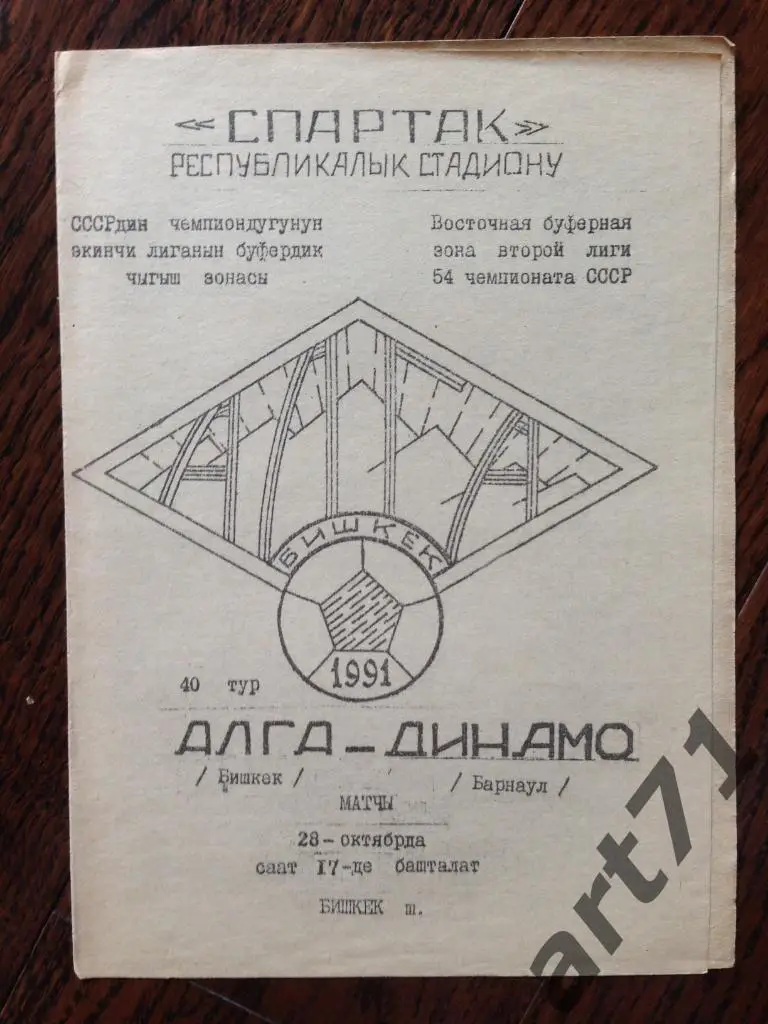 «СПАРТАК»
РЕСПУБЛИКАЛЫК СТАДИОНУ
СССРдин чемпиондугунун
экинчи лиганын буфердик
чыгыш зонасы
Восточная буферная
зона второй лиги
54 чемпионата СССР
БИШКЕК
1991
40 тур
АЛГА - ДИНАМО
/ Бишкек / / Барнаул /
МАТЧЫ
28-октябрда
саат I7-де башталат
БИШКЕК ш.
art71